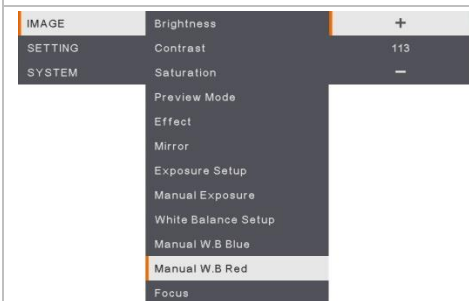 IMAGE
SETTING
SYSTEM
Brightness
Contrast
Saturation
Preview Mode
Effect
Mirror
Exposure Setup
Manual Exposure
White Balance Setup
Manual W.B Blue
Manual W.B Red
Focus
+
113
−